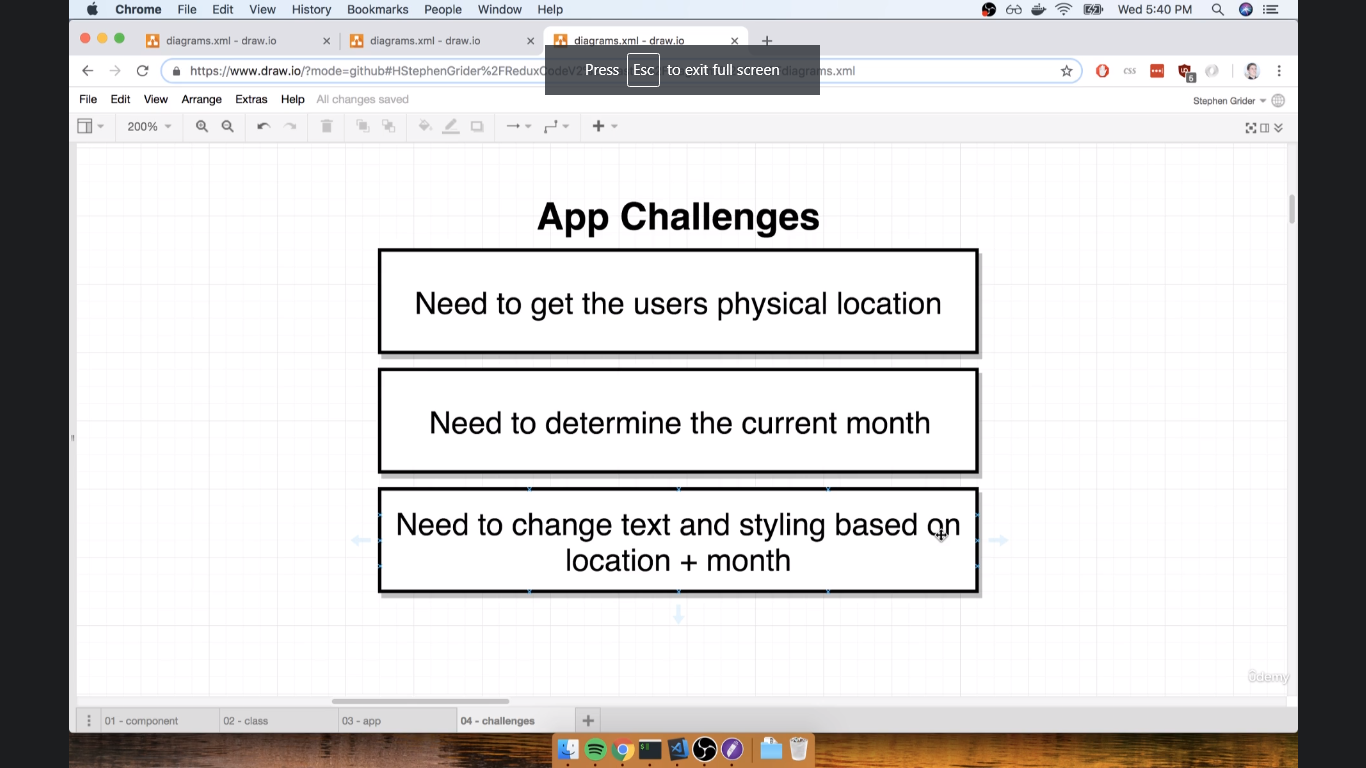 Chrome File Edit View History Bookmarks People Window Help Wed 5:40 PM
diagrams.xml - draw.io diagrams.xml - draw.io diagrams.xml - draw.io
Press Esc to exit full screen
https://www.draw.io/?mode=github#HStephenGrider%2FRedux diagrams.xml
css 6
File Edit View Arrange Extras Help All changes saved Stephen Grider
200%
App Challenges
Need to get the users physical location
Need to determine the current month
Need to change text and styling based on
location + month
ûdemy
01 - component 02 - class 03 - app 04 - challenges